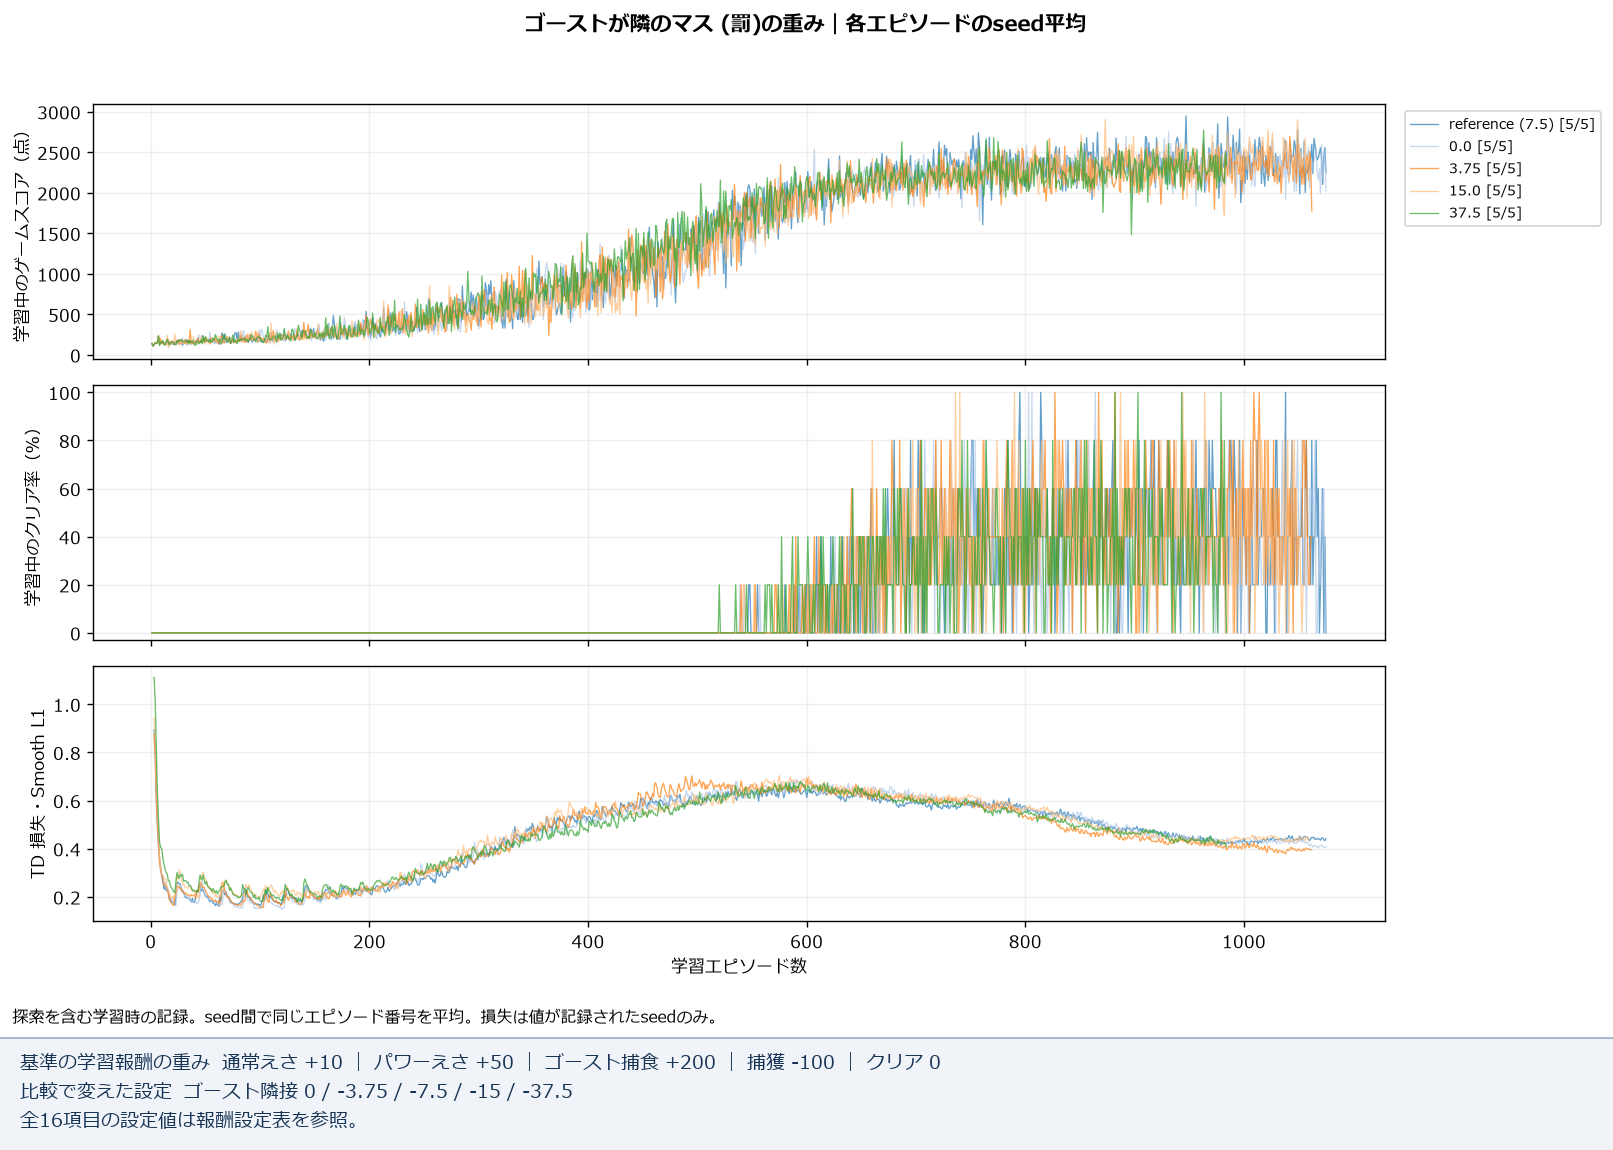 ゴーストが隣のマス (罰)の重み｜各エピソードのseed平均
学習中のゲームスコア（点）
3000
2500
2000
1500
1000
500
0
reference (7.5) [5/5]
0.0 [5/5]
3.75 [5/5]
15.0 [5/5]
37.5 [5/5]
学習中のクリア率（%）
100
80
60
40
20
0
TD 損失・Smooth L1
1.0
0.8
0.6
0.4
0.2
0 200 400 600 800 1000
学習エピソード数
探索を含む学習時の記録。seed間で同じエピソード番号を平均。損失は値が記録されたseedのみ。
基準の学習報酬の重み 通常えさ +10 ｜ パワーえさ +50 ｜ ゴースト捕食 +200 ｜ 捕獲 -100 ｜ クリア 0
比較で変えた設定 ゴースト隣接 0 / -3.75 / -7.5 / -15 / -37.5
全16項目の設定値は報酬設定表を参照。